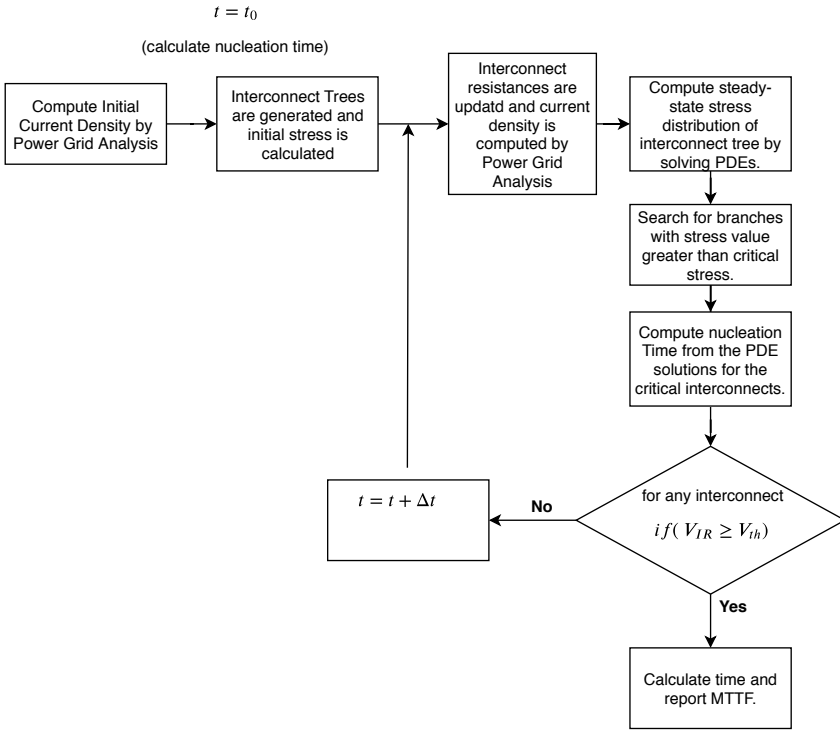 t = t₀
(calculate nucleation time)
Compute Initial
Current Density by
Power Grid Analysis
Interconnect Trees
are generated and
initial stress is
calculated
Interconnect
resistances are
updatd and current
density is
computed by
Power Grid
Analysis
Compute steady-
state stress
distribution of
interconnect tree by
solving PDEs.
Search for branches
with stress value
greater than critical
stress.
Compute nucleation
Time from the PDE
solutions for the
critical interconnects.
for any interconnect
if( V_{IR} ≥ V_{th})
No
t = t + Δt
Yes
Calculate time and
report MTTF.